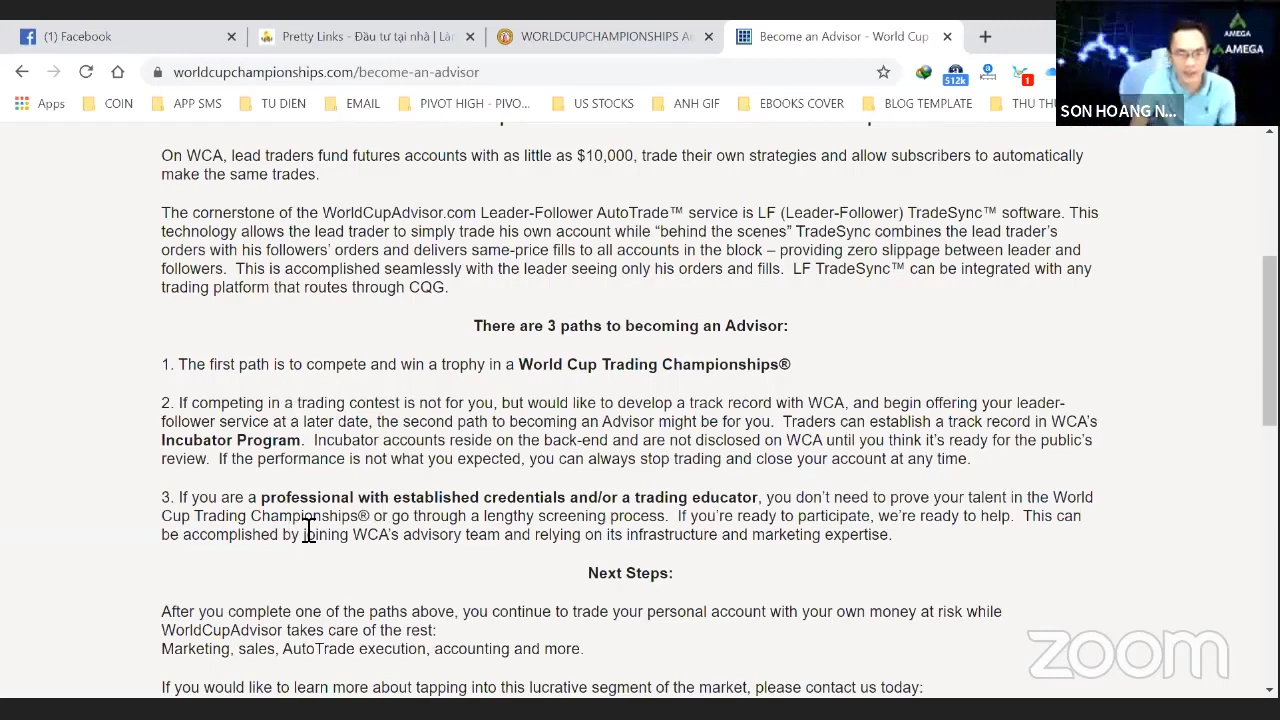 (1) Facebook
Pretty Links - Đầu tư tại nhà | Làn
WORLDCUPCHAMPIONSHIPS An
Become an Advisor - World Cup
worldcupchampionships.com/become-an-advisor
512k
1
Apps COIN APP SMS TU DIEN EMAIL PIVOT HIGH - PIVO... US STOCKS ANH GIF EBOOKS COVER BLOG TEMPLATE THU THU
AMEGA
AMEGA
SON HOANG N...
On WCA, lead traders fund futures accounts with as little as $10,000, trade their own strategies and allow subscribers to automatically
make the same trades.
The cornerstone of the WorldCupAdvisor.com Leader-Follower AutoTrade™ service is LF (Leader-Follower) TradeSync™ software. This
technology allows the lead trader to simply trade his own account while “behind the scenes” TradeSync combines the lead trader’s
orders with his followers’ orders and delivers same-price fills to all accounts in the block – providing zero slippage between leader and
followers. This is accomplished seamlessly with the leader seeing only his orders and fills. LF TradeSync™ can be integrated with any
trading platform that routes through CQG.
There are 3 paths to becoming an Advisor:
1. The first path is to compete and win a trophy in a World Cup Trading Championships®
2. If competing in a trading contest is not for you, but would like to develop a track record with WCA, and begin offering your leader-
follower service at a later date, the second path to becoming an Advisor might be for you. Traders can establish a track record in WCA’s
Incubator Program. Incubator accounts reside on the back-end and are not disclosed on WCA until you think it’s ready for the public’s
review. If the performance is not what you expected, you can always stop trading and close your account at any time.
3. If you are a professional with established credentials and/or a trading educator, you don’t need to prove your talent in the World
Cup Trading Championships® or go through a lengthy screening process. If you’re ready to participate, we’re ready to help. This can
be accomplished by joining WCA’s advisory team and relying on its infrastructure and marketing expertise.
Next Steps:
After you complete one of the paths above, you continue to trade your personal account with your own money at risk while
WorldCupAdvisor takes care of the rest:
Marketing, sales, AutoTrade execution, accounting and more.
If you would like to learn more about tapping into this lucrative segment of the market, please contact us today:
zoom